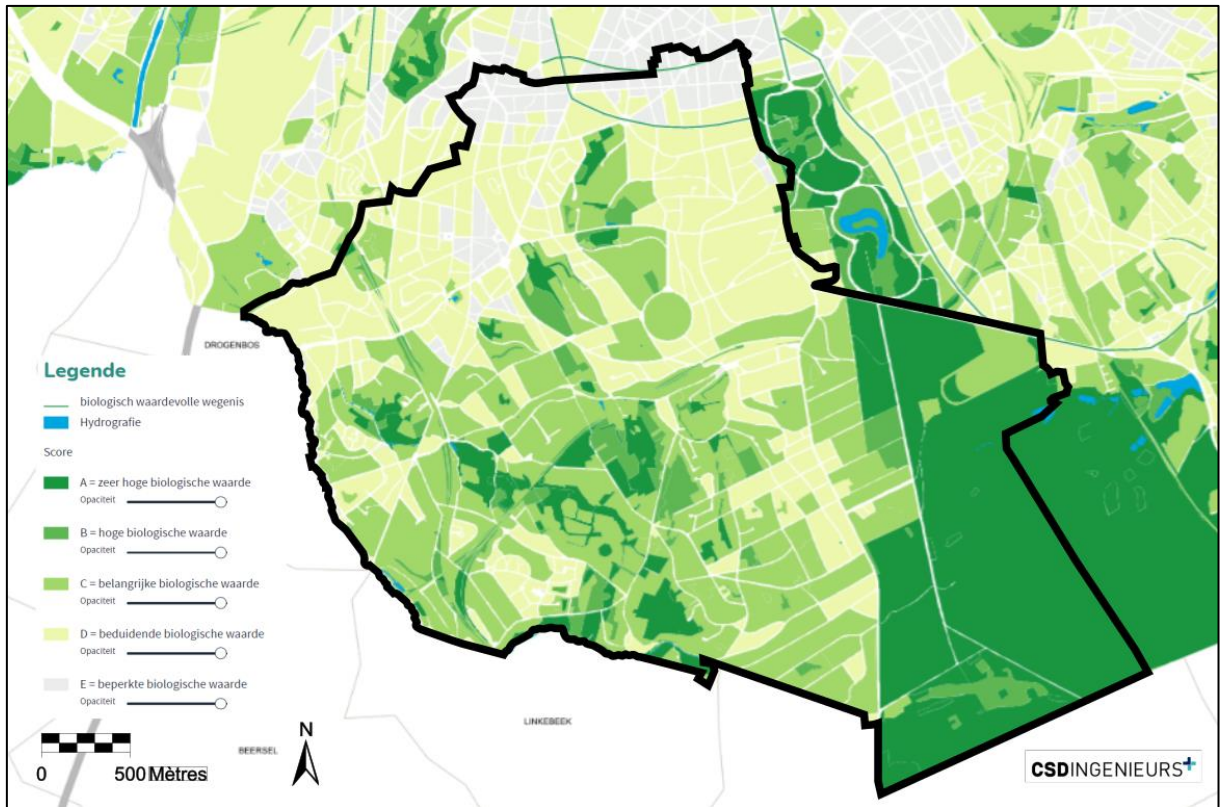 DROGENBOS
Legende
biologisch waardevolle wegenis
Hydrografie
Score
A = zeer hoge biologische waarde
Opaciteit
B = hoge biologische waarde
Opaciteit
C = belangrijke biologische waarde
Opaciteit
D = beduidende biologische waarde
Opaciteit
E = beperkte biologische waarde
Opaciteit
LINKEBEEK
BEERSEL
N
0 500 Mètres
CSDINGENIEURS+